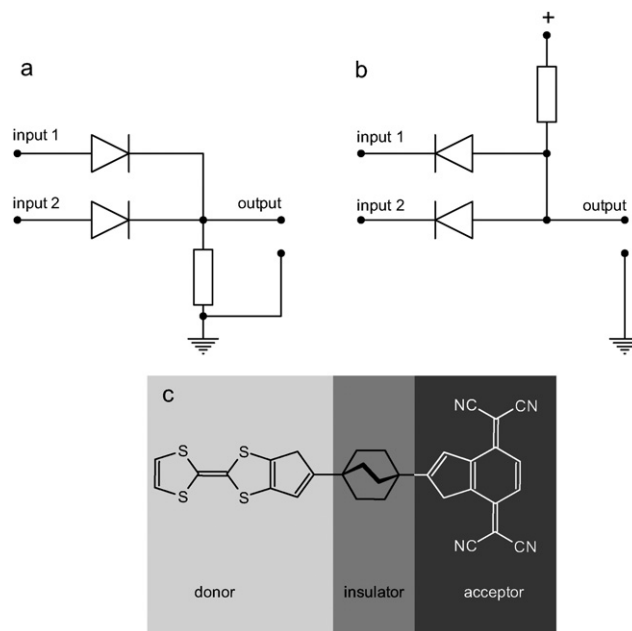 a
input 1
input 2
output
b
+
input 1
input 2
output
c
S S
S S
NC CN
NC CN
donor insulator acceptor